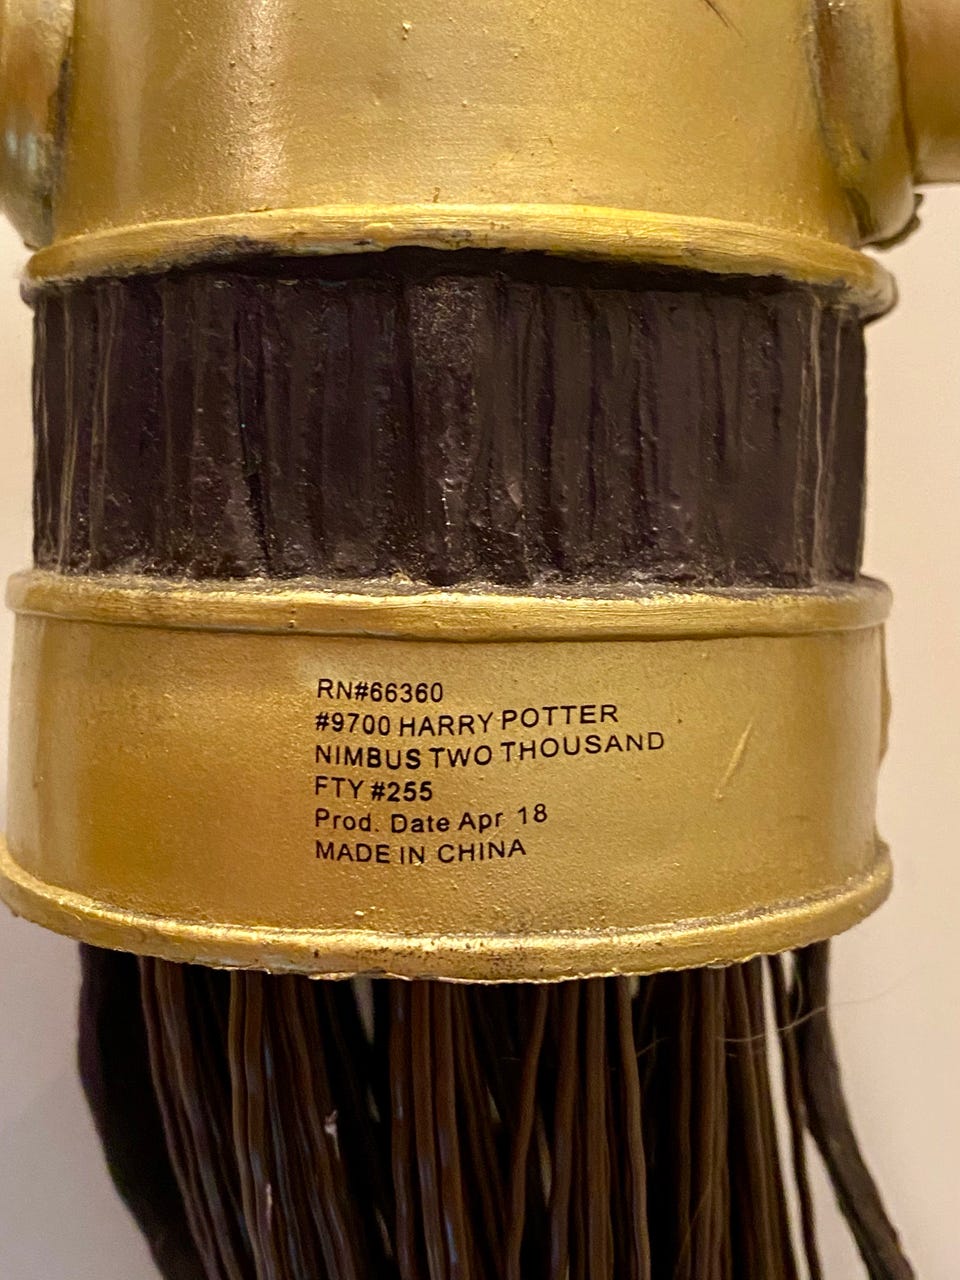 RN#66360
#9700 HARRY POTTER
NIMBUS TWO THOUSAND
FTY #255
Prod. Date Apr 18
MADE IN CHINA